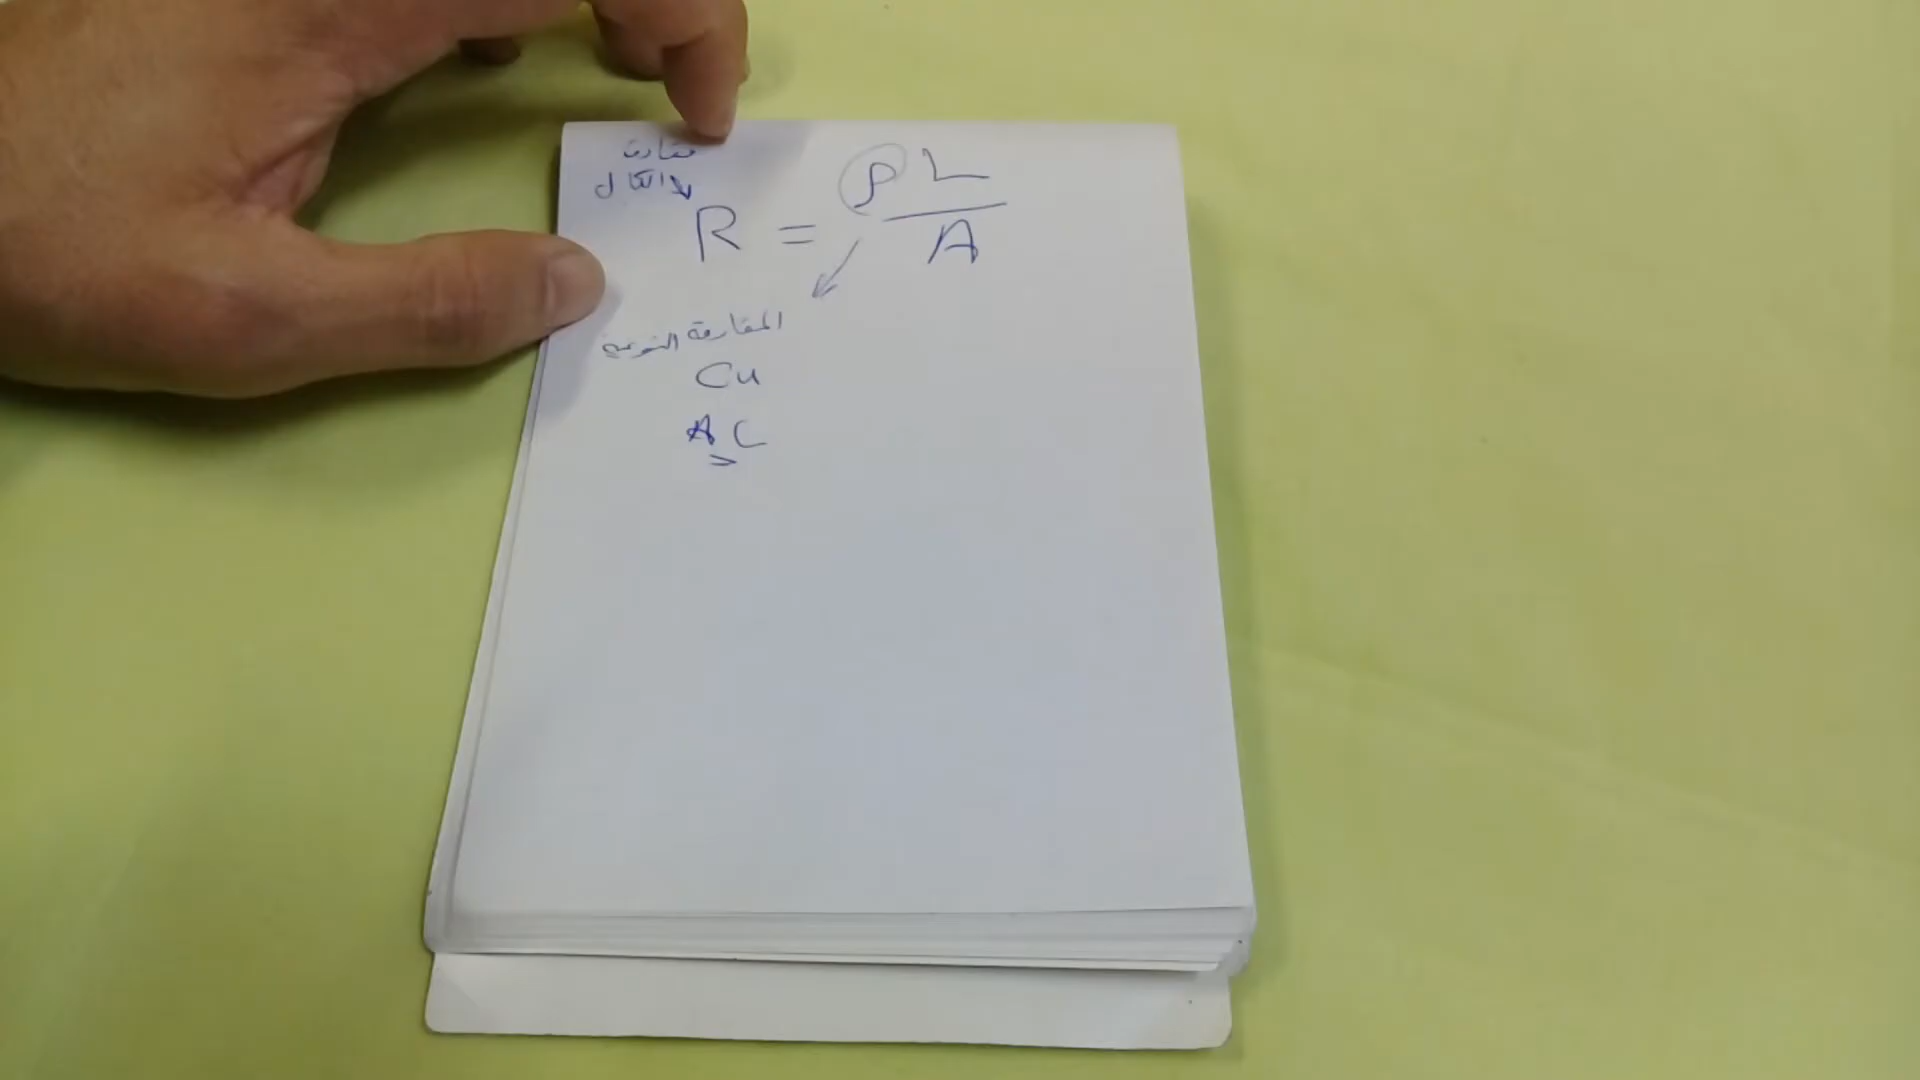 مقاومة
الكابل
R = ρL / A
المقاومة النوعية
Cu
AL